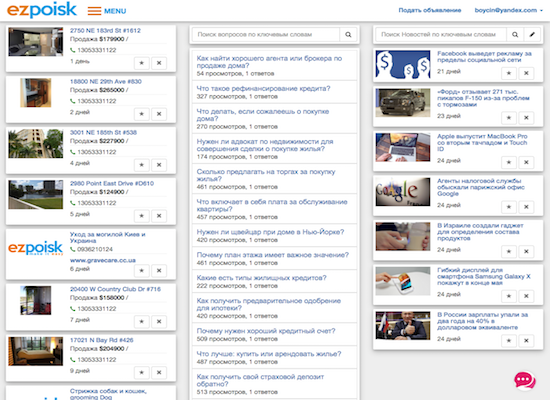 ezpoisk
MENU
Подать объявление
boycin@yandex.com
2750 NE 183rd st #1612
Продажа $179900 /
13053331122
1 день
18800 NE 29th Ave #830
Продажа $265000 /
13053331122
2 дней
3001 NE 185th St #538
Продажа $227900 /
13053331122
4 дней
2980 Point East Drive #D610
Продажа $124900 /
5 дней
ezpoisk
Уход за могилой Киев и
Украина
0936210124
www.gravecare.cc.ua
6 дней
20400 W Country Club Dr #716
Продажа $158000 /
7 дней
17021 N Bay Rd #426
Продажа $204900 /
13053331122
9 дней
Стрижка собак и кошек,
grooming Dog
Поиск вопросов по ключевым словам
Как найти хорошего агента или брокера по
продаже дома?
54 просмотров, 1 ответов
Что такое рефинансирование кредита?
327 просмотров, 1 ответов
Что делать, если сожалеешь о покупке
дома?
270 просмотров, 1 ответов
Нужен ли адвокат по недвижимости для
совершения сделки о покупке жилья?
174 просмотров, 1 ответов
Сколько предлагать на торгах за покупку
жилья?
461 просмотров, 1 ответов
Что включает в себя плата за обслуживание
квартиры?
457 просмотров, 1 ответов
Нужен ли швейцар при доме в Нью-Йорке?
420 просмотров, 1 ответов
Почему план этажа имеет важное значение?
461 просмотров, 1 ответов
Какие есть типы жилищных кредитов?
222 просмотров, 1 ответов
Как получить предварительное одобрение
для ипотеки?
420 просмотров, 1 ответов
Почему нужен хороший кредитный счет?
509 просмотров, 1 ответов
Что лучше: купить или арендовать жилье?
487 просмотров, 1 ответов
Как получить свой страховой депозит
обратно?
513 просмотров, 1 ответов
Поиск Новостей по ключевым словам
Facebook выведет рекламу за
пределы социальной сети
21 дней
«Форд» отзывает 271 тыс.
пикапов F-150 из-за проблем
с тормозами
23 дней
Apple выпустит MacBook Pro
со вторым тачпадом и Touch
ID
24 дней
Google
Агенты налоговой службы
обыскали парижский офис
Google
24 дней
В Израиле создали гаджет
для определения состава
продуктов
24 дней
Гибкий дисплей для
смартфона Samsung Galaxy X
покажут в конце мая
24 дней
В России зарплаты упали за
два года на 40% в
долларовом эквиваленте
24 дней